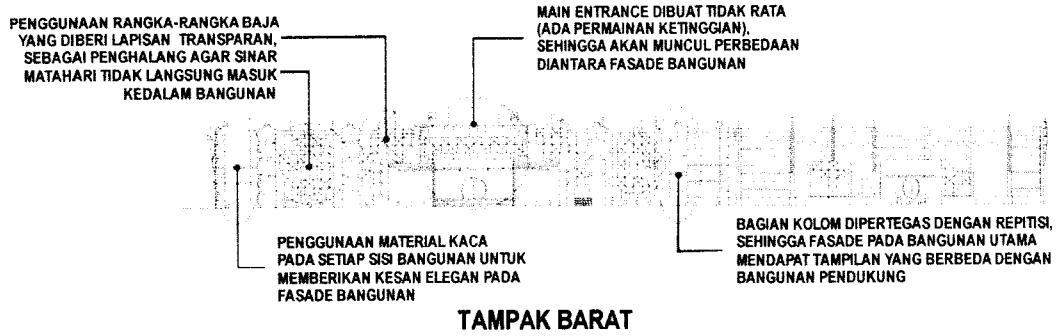 PENGGUNAAN RANGKA-RANGKA BAJA
YANG DIBERI LAPISAN TRANSPARAN,
SEBAGAI PENGHALANG AGAR SINAR
MATAHARI TIDAK LANGSUNG MASUK
KEDALAM BANGUNAN
MAIN ENTRANCE DIBUAT TIDAK RATA
(ADA PERMAINAN KETINGGIAN),
SEHINGGA AKAN MUNCUL PERBEDAAN
DIANTARA FASADE BANGUNAN
PENGGUNAAN MATERIAL KACA
PADA SETIAP SISI BANGUNAN UNTUK
MEMBERIKAN KESAN ELEGAN PADA
FASADE BANGUNAN
BAGIAN KOLOM DIPERTEGAS DENGAN REPITISI,
SEHINGGA FASADE PADA BANGUNAN UTAMA
MENDAPAT TAMPILAN YANG BERBEDA DENGAN
BANGUNAN PENDUKUNG
TAMPAK BARAT